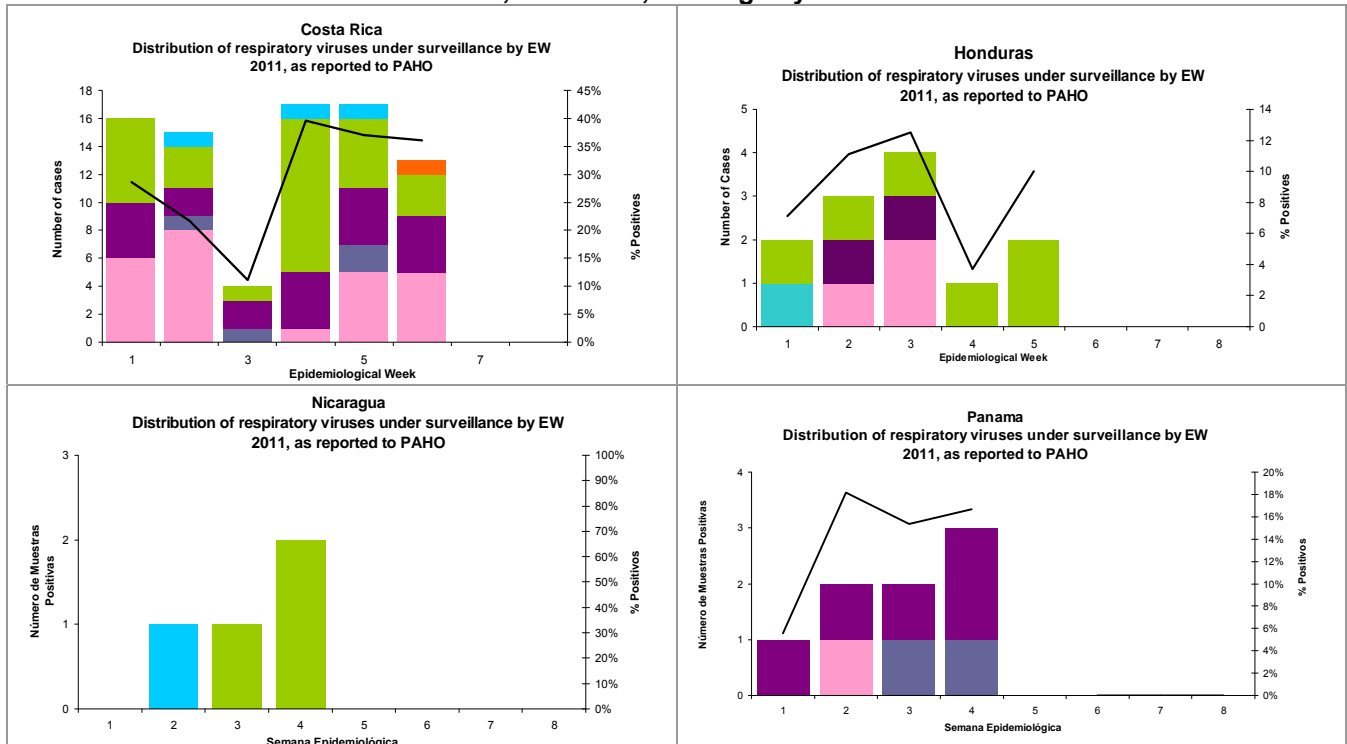 Costa Rica
Distribution of respiratory viruses under surveillance by EW
2011, as reported to PAHO
18
16
14
12
10
8
6
4
2
0
Number of cases
45%
40%
35%
30%
25%
20%
15%
10%
5%
0%
% Positives
1 3 5 7
Epidemiological Week
Honduras
Distribution of respiratory viruses under surveillance by EW
2011, as reported to PAHO
5
4
3
2
1
0
Number of Cases
14
12
10
8
6
4
2
0
% Positives
1 2 3 4 5 6 7 8
Epidemiological Week
Nicaragua
Distribution of respiratory viruses under surveillance by EW
2011, as reported to PAHO
3
2
1
0
Número de Muestras
Positivas
100%
90%
80%
70%
60%
50%
40%
30%
20%
10%
0%
% Positivos
1 2 3 4 5 6 7 8
Semana Epidemiológica
Panama
Distribution of respiratory viruses under surveillance by EW
2011, as reported to PAHO
4
3
2
1
0
Número de Muestras Positivas
20%
18%
16%
14%
12%
10%
8%
6%
4%
2%
0%
% Positivos
1 2 3 4 5 6 7 8
Semana Epidemiológica